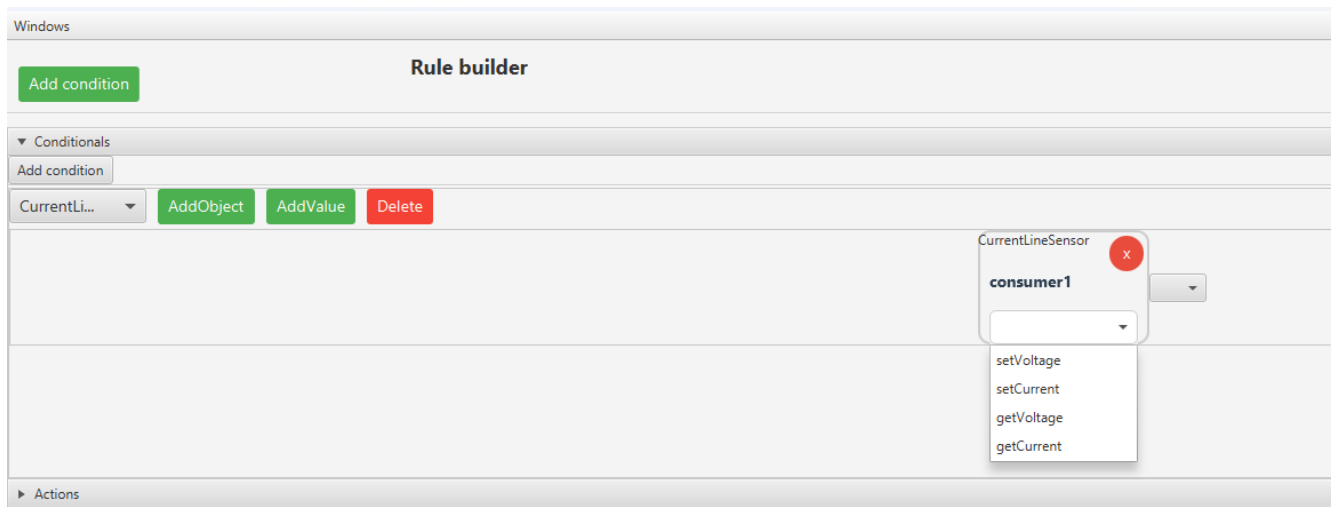 Windows
Rule builder
Add condition
Conditionals
Add condition
CurrentLi... AddObject AddValue Delete
CurrentLineSensor
x
consumer1
setVoltage
setCurrent
getVoltage
getCurrent
Actions